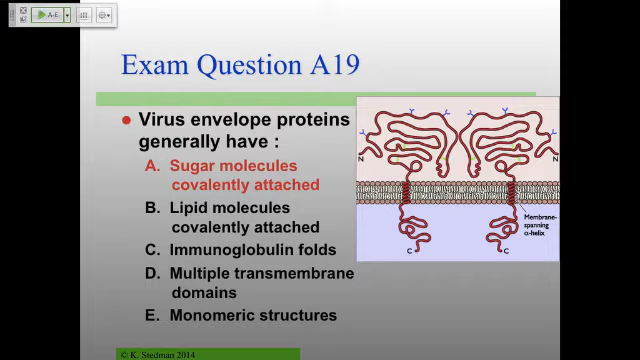 A-E
Exam Question A19
Virus envelope proteins
generally have :
A. Sugar molecules
covalently attached
B. Lipid molecules
covalently attached
C. Immunoglobulin folds
D. Multiple transmembrane
domains
E. Monomeric structures
N
N
Membrane-
spanning
α-helix
C
C
© K. Stedman 2014